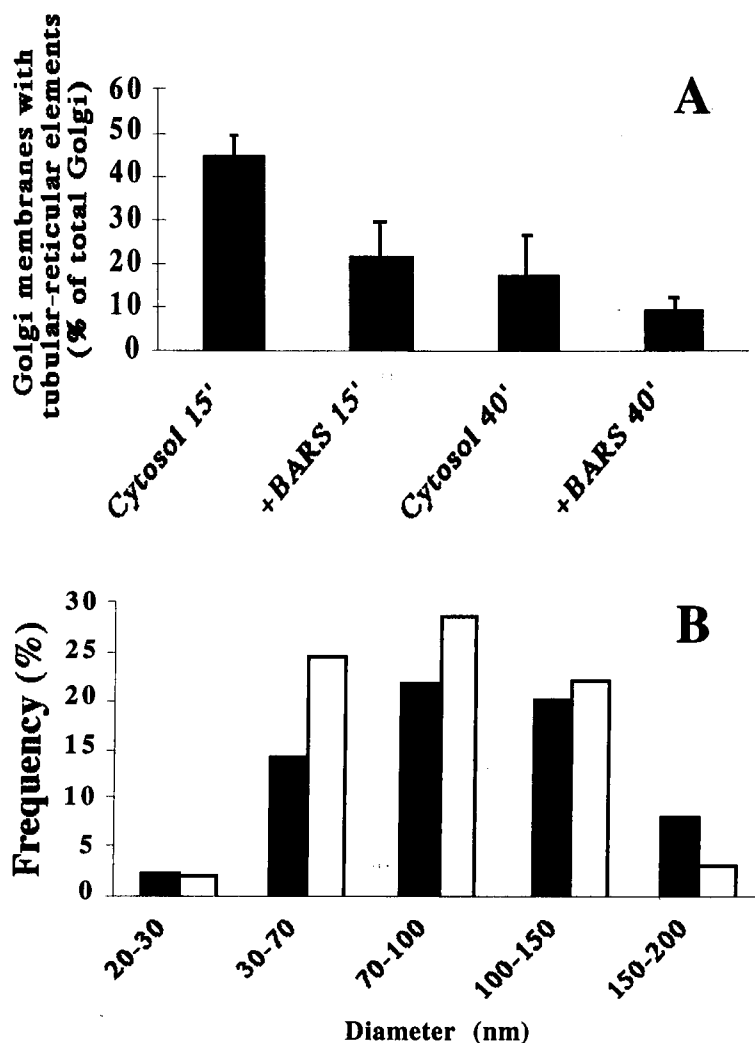 Golgi membranes with
tubular-reticular elements
(% of total Golgi)
60
50
40
30
20
10
0
A
Cytosol 15'
+BARS 15'
Cytosol 40'
+BARS 40'
Frequency (%)
30
25
20
15
10
5
0
B
20-30
30-70
70-100
100-150
150-200
Diameter (nm)